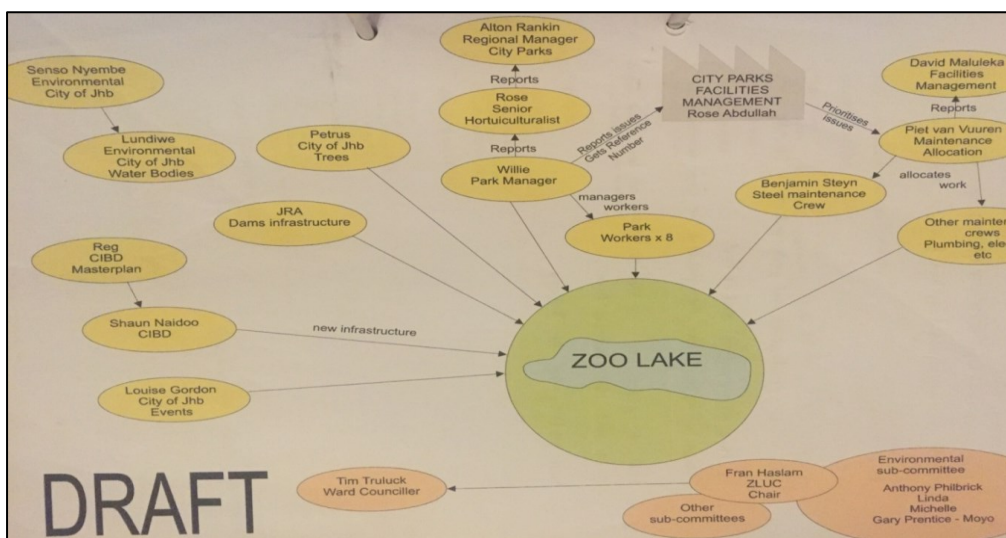 Alton Rankin
Regional Manager
City Parks
Senso Nyembe
Environmental
City of Jhb
Reports
CITY PARKS
FACILITIES
MANAGEMENT
Rose Abdullah
David Maluleka
Facilities
Management
Rose
Senior
Hortuiculturalist
Reports
Lundiwe
Environmental
City of Jhb
Water Bodies
Petrus
City of Jhb
Trees
Reports
Reports issues
Gets Reference
Number
Prioritises
issues
Piet van Vuuren
Maintenance
Allocation
Willie
Park Manager
allocates
work
Benjamin Steyn
Steel maintenance
Crew
managers
workers
JRA
Dams infrastructure
Park
Workers x 8
Other
crews
Plumbing,
etc
Reg
CIBD
Masterplan
Shaun Naidoo
CIBD
new infrastructure
ZOO LAKE
Louise Gordon
City of Jhb
Events
DRAFT
Tim Truluck
Ward Counciller
Fran Haslam
ZLUC
Chair
Other
sub-committees
Environmental
sub-committee
Anthony Philbrick
Linda
Michelle
Gary Prentice - Moyo